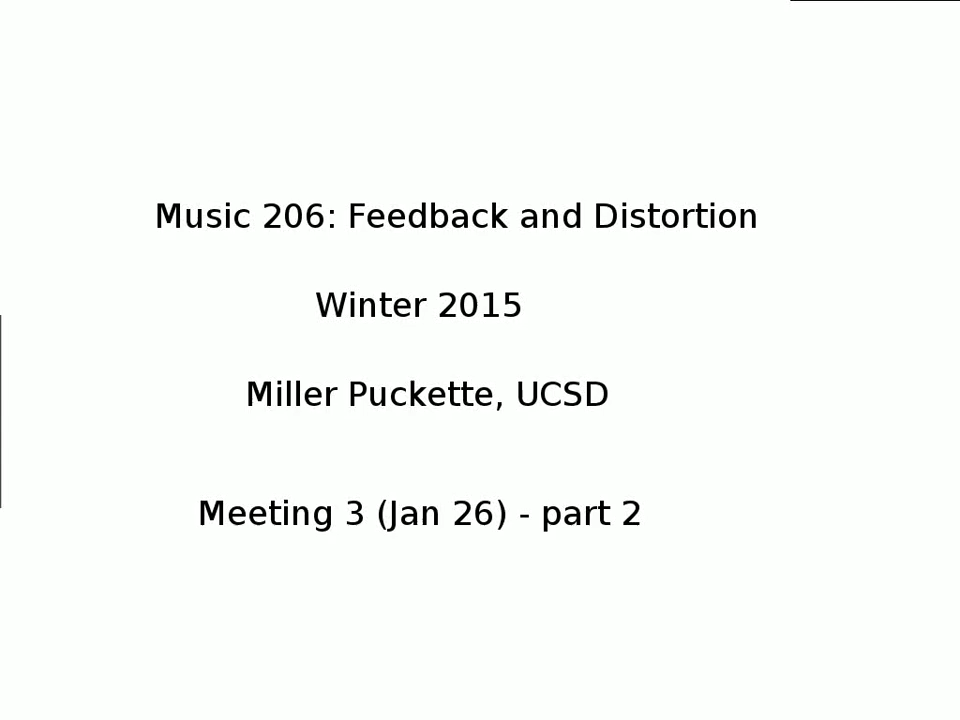 Music 206: Feedback and Distortion
Winter 2015
Miller Puckette, UCSD
Meeting 3 (Jan 26) - part 2